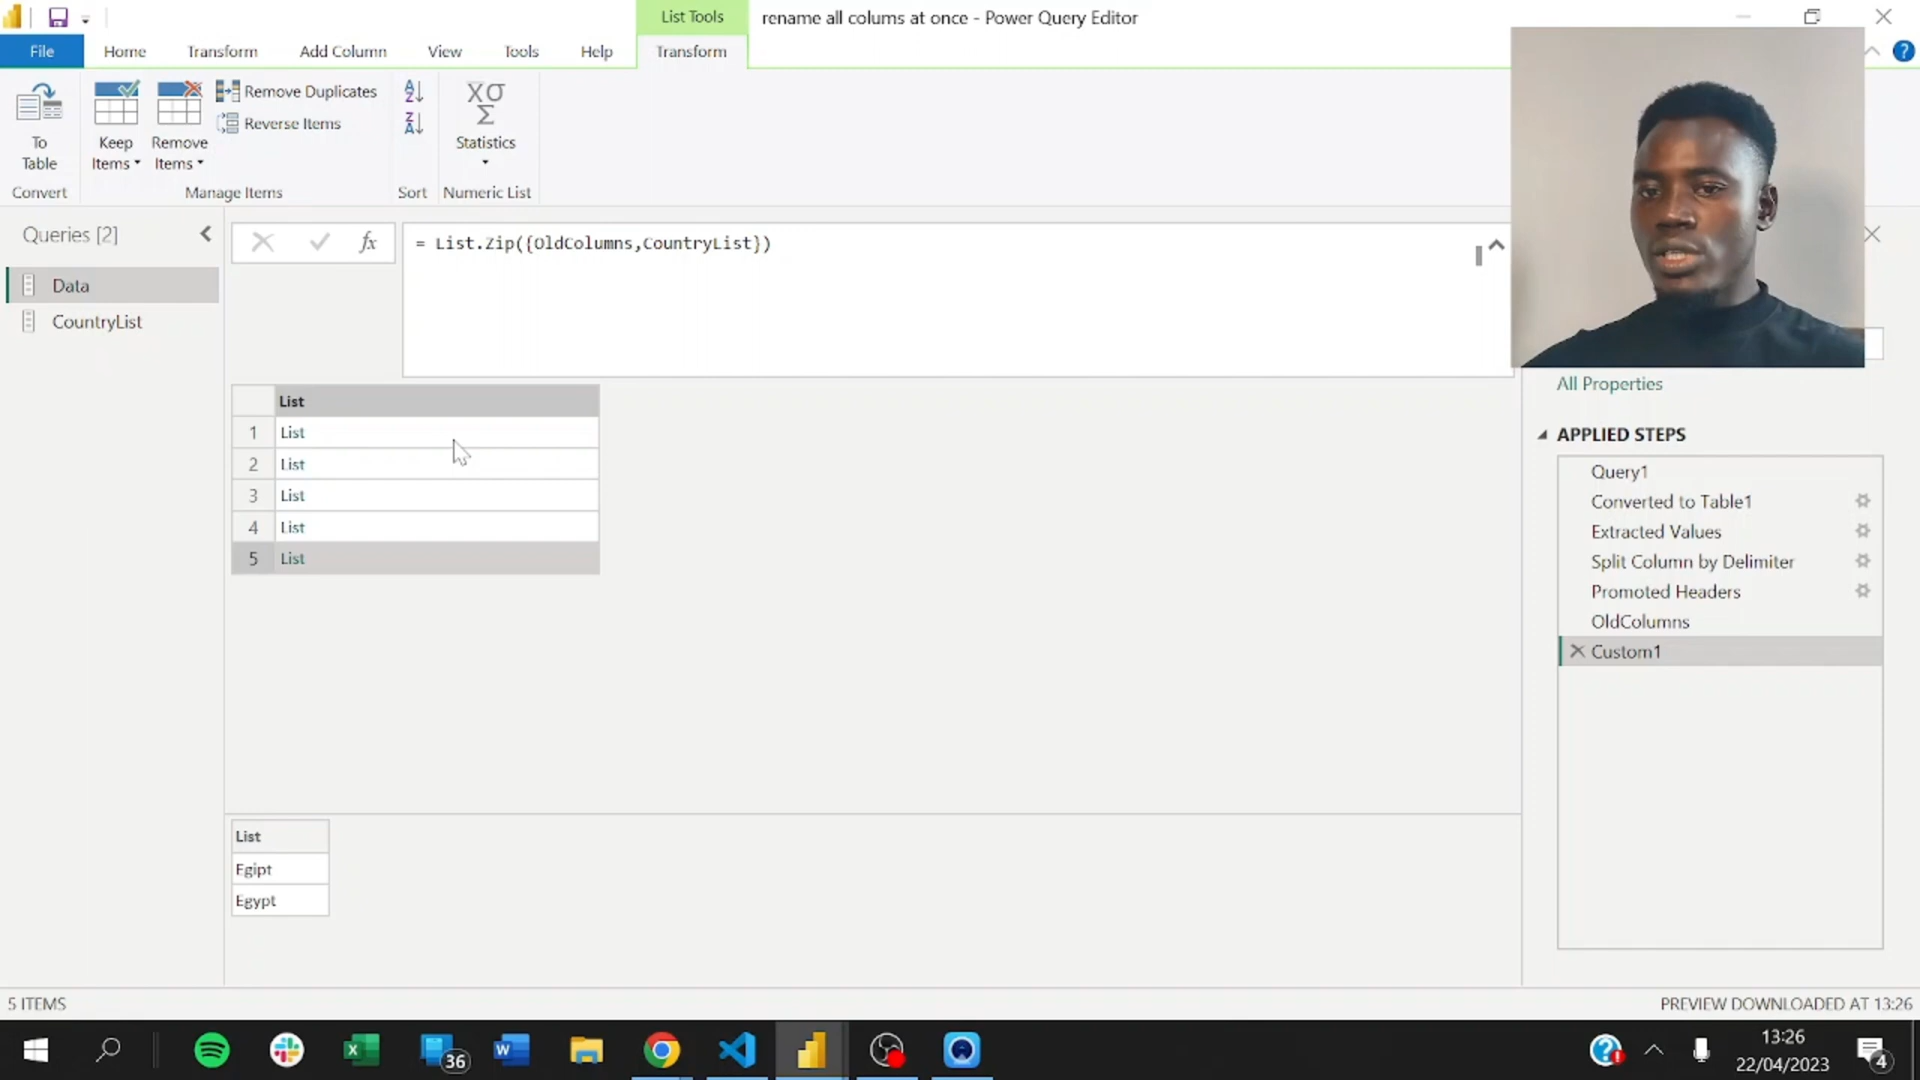 List Tools
rename all colums at once - Power Query Editor
File
Home
Transform
Add Column
View
Tools
Help
Transform
To Table
Keep Items
Remove Items
Remove Duplicates
Reverse Items
A Z
Z A
Statistics
Convert
Manage Items
Sort
Numeric List
Queries [2]
Data
CountryList
fx
= List.Zip({OldColumns,CountryList})
List
1 List
2 List
3 List
4 List
5 List
All Properties
APPLIED STEPS
Query1
Converted to Table1
Extracted Values
Split Column by Delimiter
Promoted Headers
OldColumns
Custom1
List
Egipt
Egypt
5 ITEMS
PREVIEW DOWNLOADED AT 13:26
36
13:26
22/04/2023
4